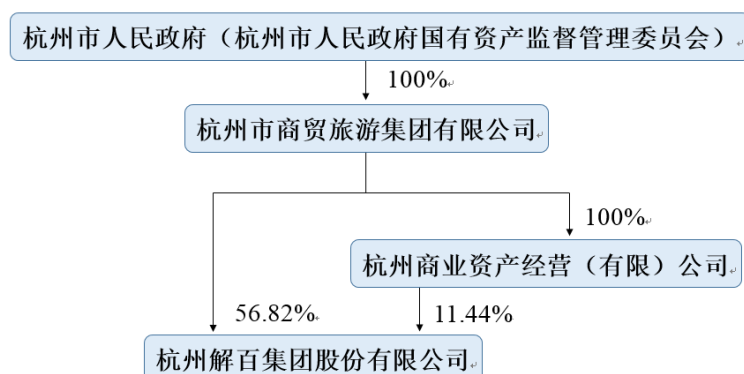 杭州市人民政府（杭州市人民政府国有资产监督管理委员会）
100%
杭州市商贸旅游集团有限公司
100%
杭州商业资产经营（有限）公司
56.82%
11.44%
杭州解百集团股份有限公司